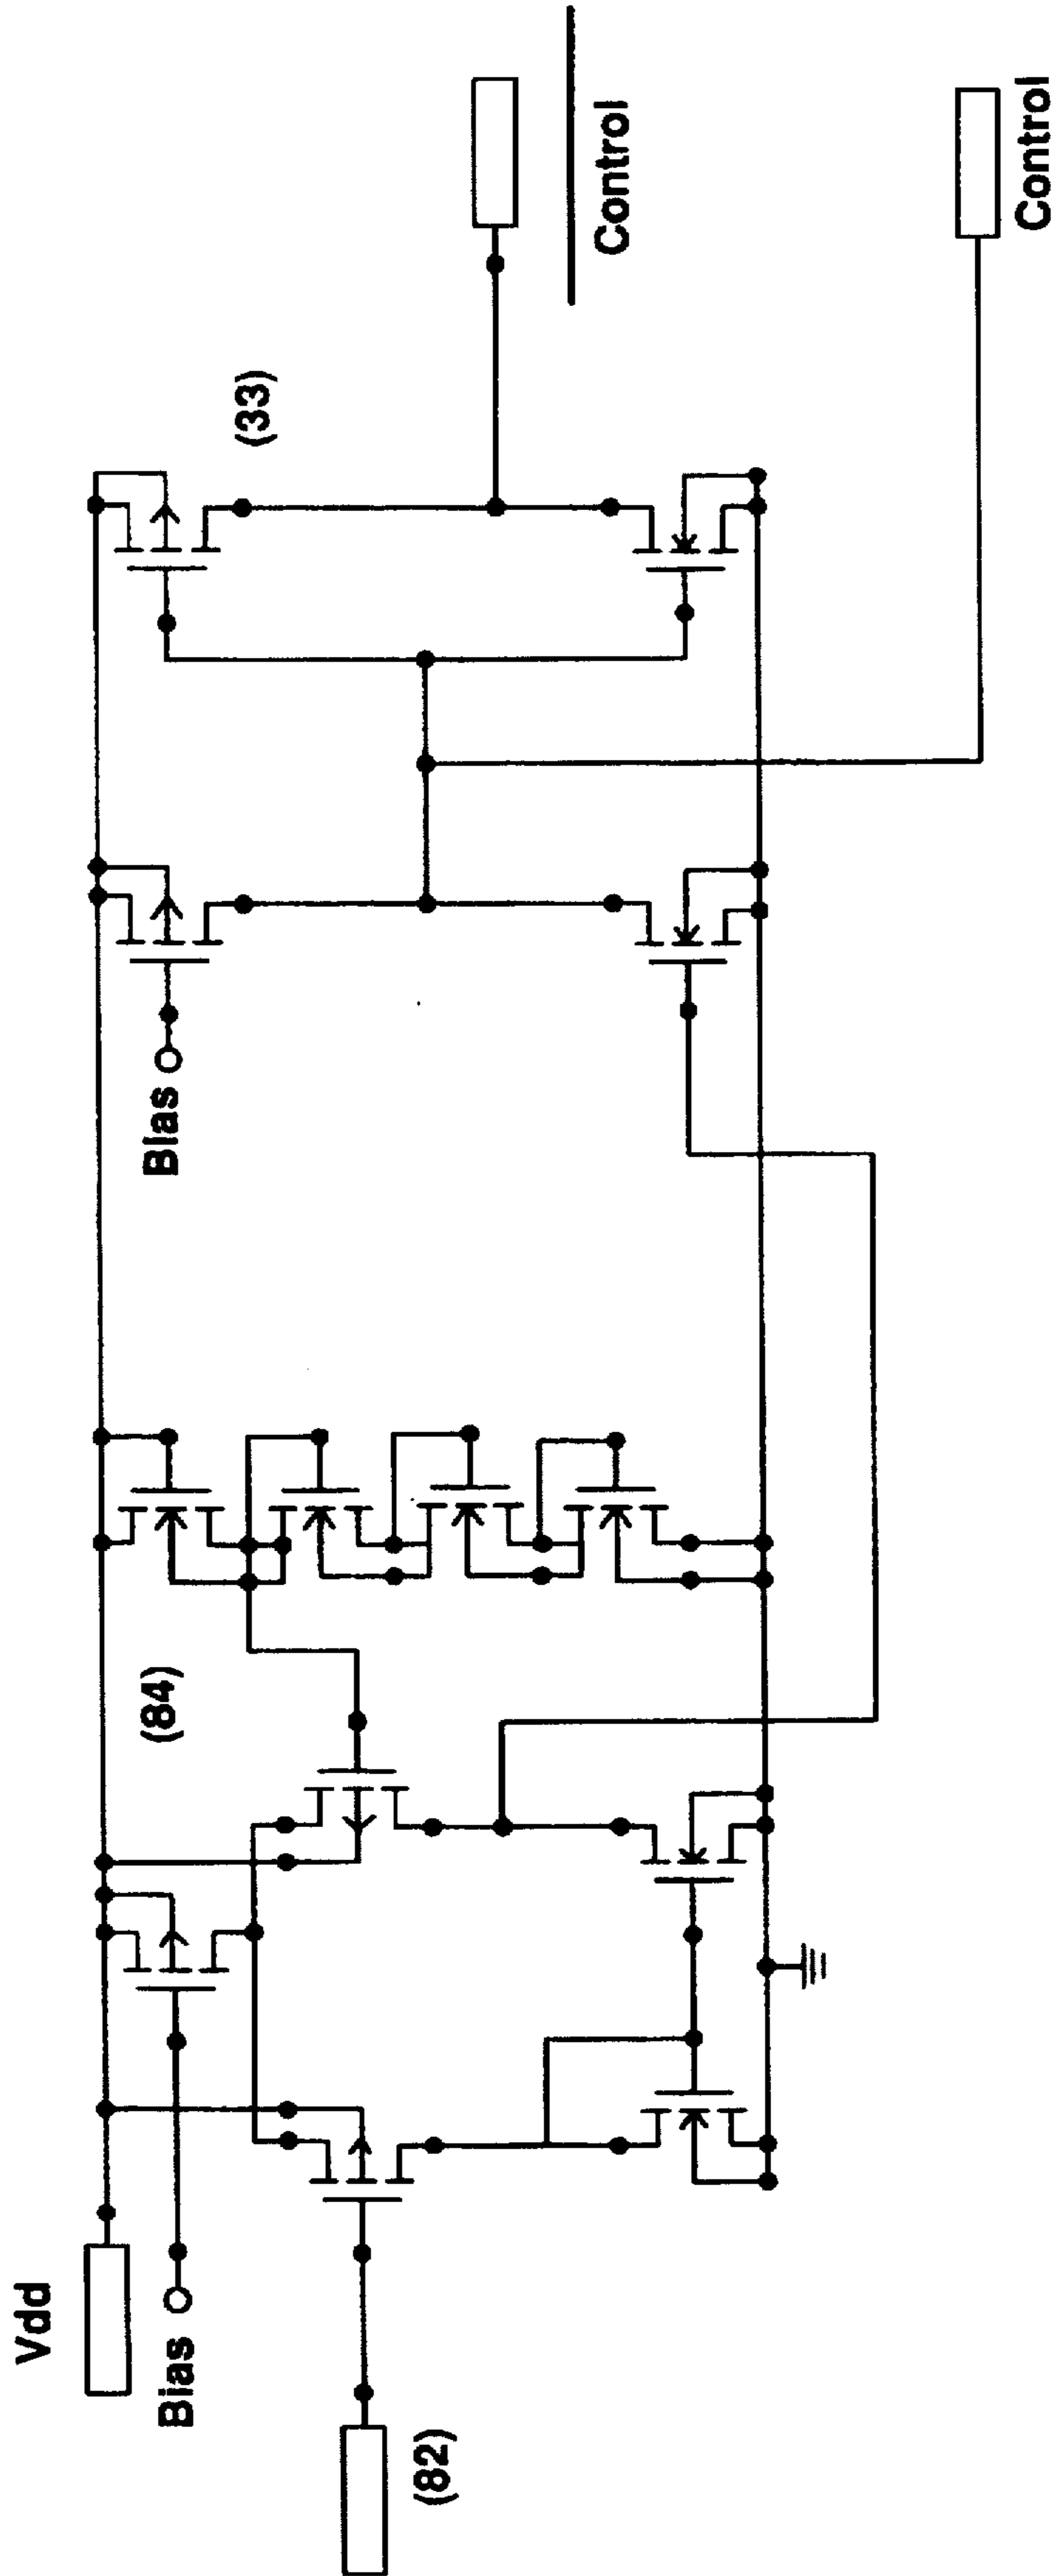 Vdd
Bias
(82)
(84)
Bias
(33)
Control
Control